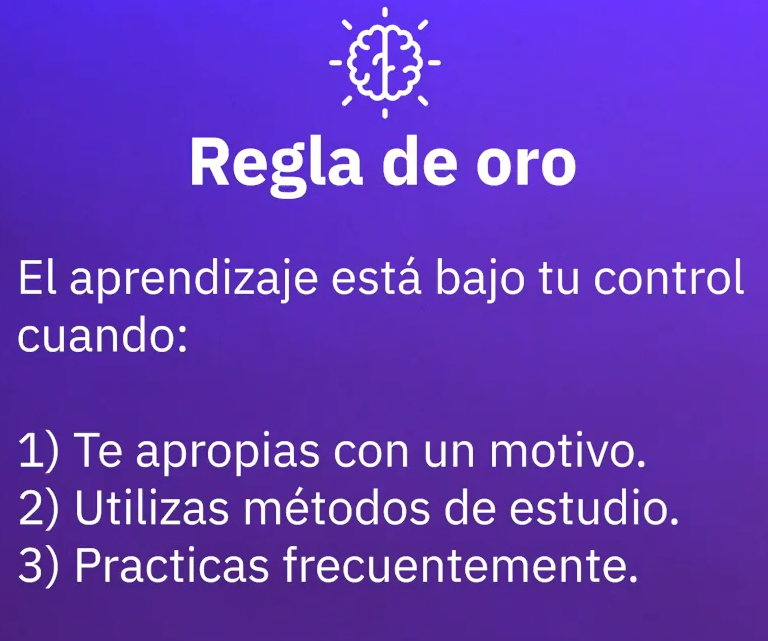 Regla de oro
El aprendizaje está bajo tu control
cuando:
1) Te apropias con un motivo.
2) Utilizas métodos de estudio.
3) Practicas frecuentemente.